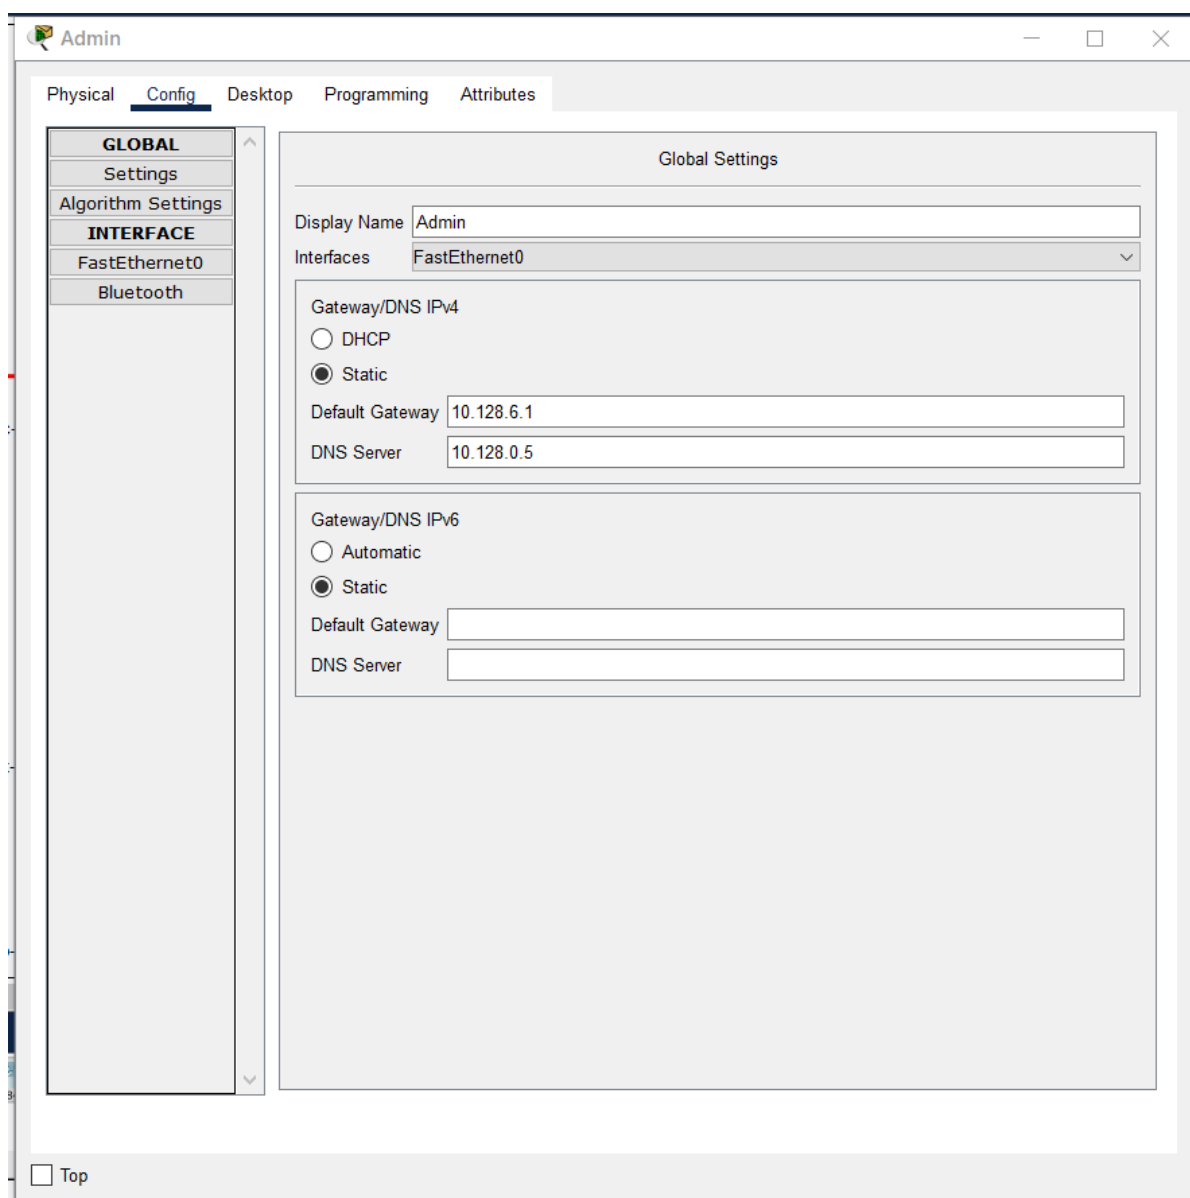 Admin
Physical Config Desktop Programming Attributes
GLOBAL
Settings
Algorithm Settings
INTERFACE
FastEthernet0
Bluetooth
Global Settings
Display Name Admin
Interfaces FastEthernet0
Gateway/DNS IPv4
DHCP
Static
Default Gateway 10.128.6.1
DNS Server 10.128.0.5
Gateway/DNS IPv6
Automatic
Static
Default Gateway
DNS Server
Top